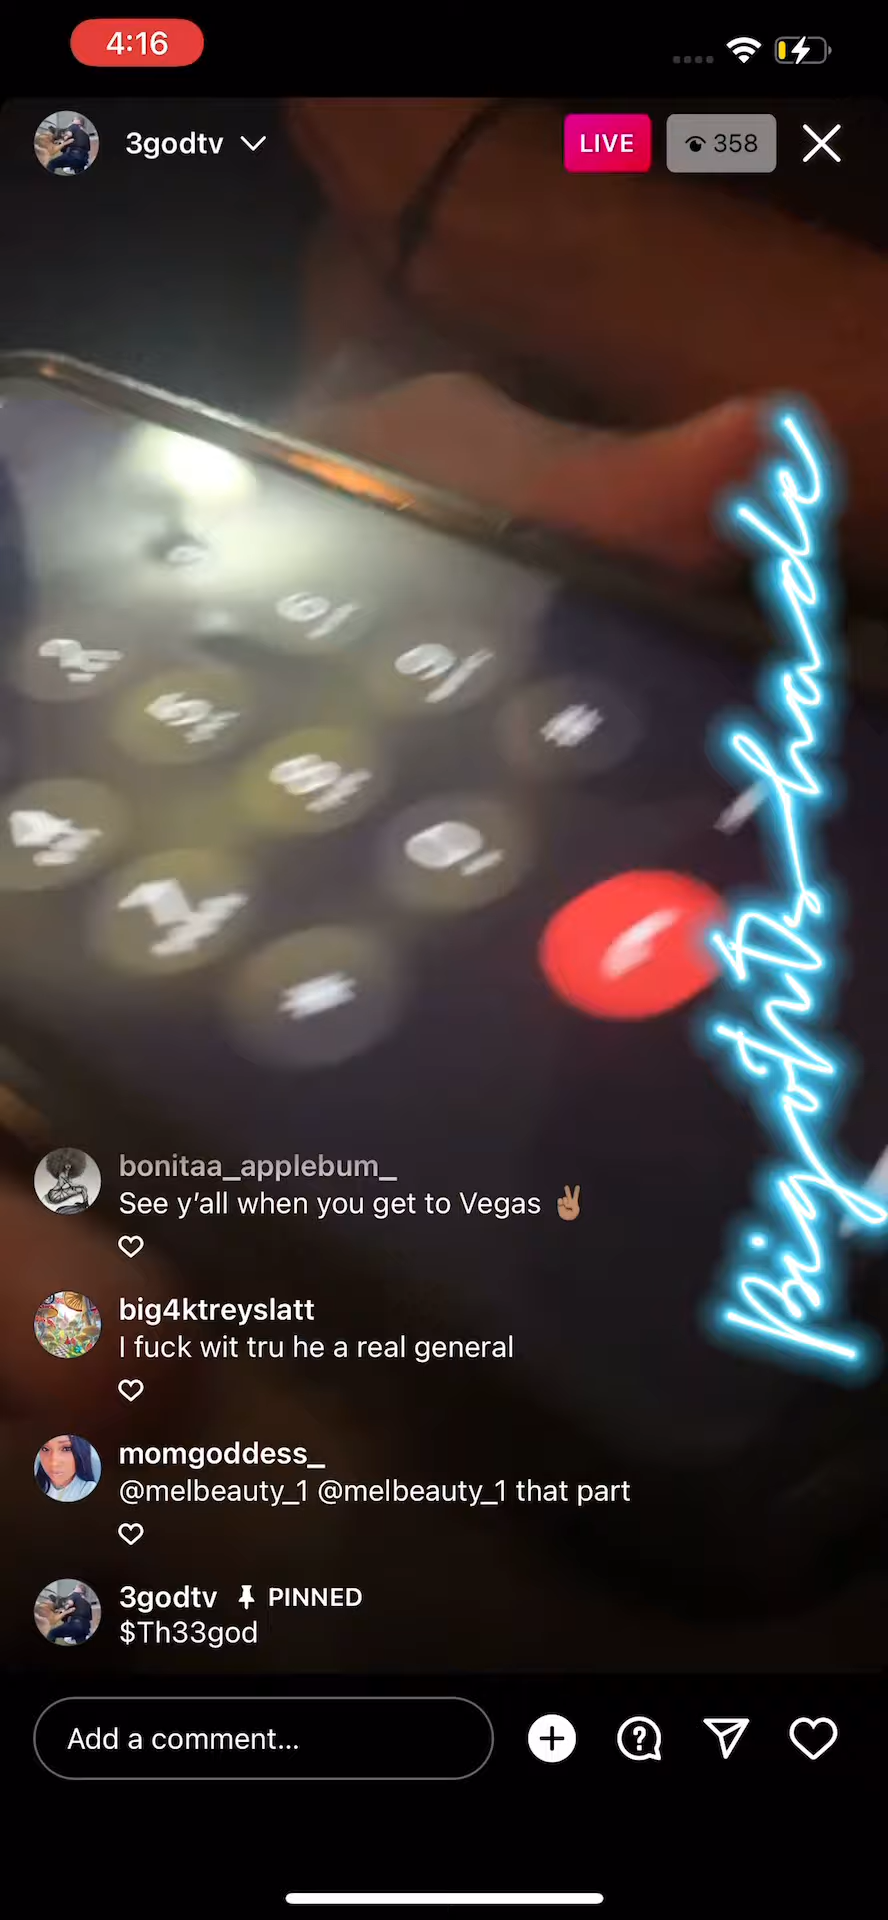 4:16
3godtv
LIVE
358
bonitaa_applebum_
See y’all when you get to Vegas ✌🏽
big4ktreyslatt
I fuck wit tru he a real general
momgoddess_
@melbeauty_1 @melbeauty_1 that part
3godtv PINNED
$Th33god
Add a comment...